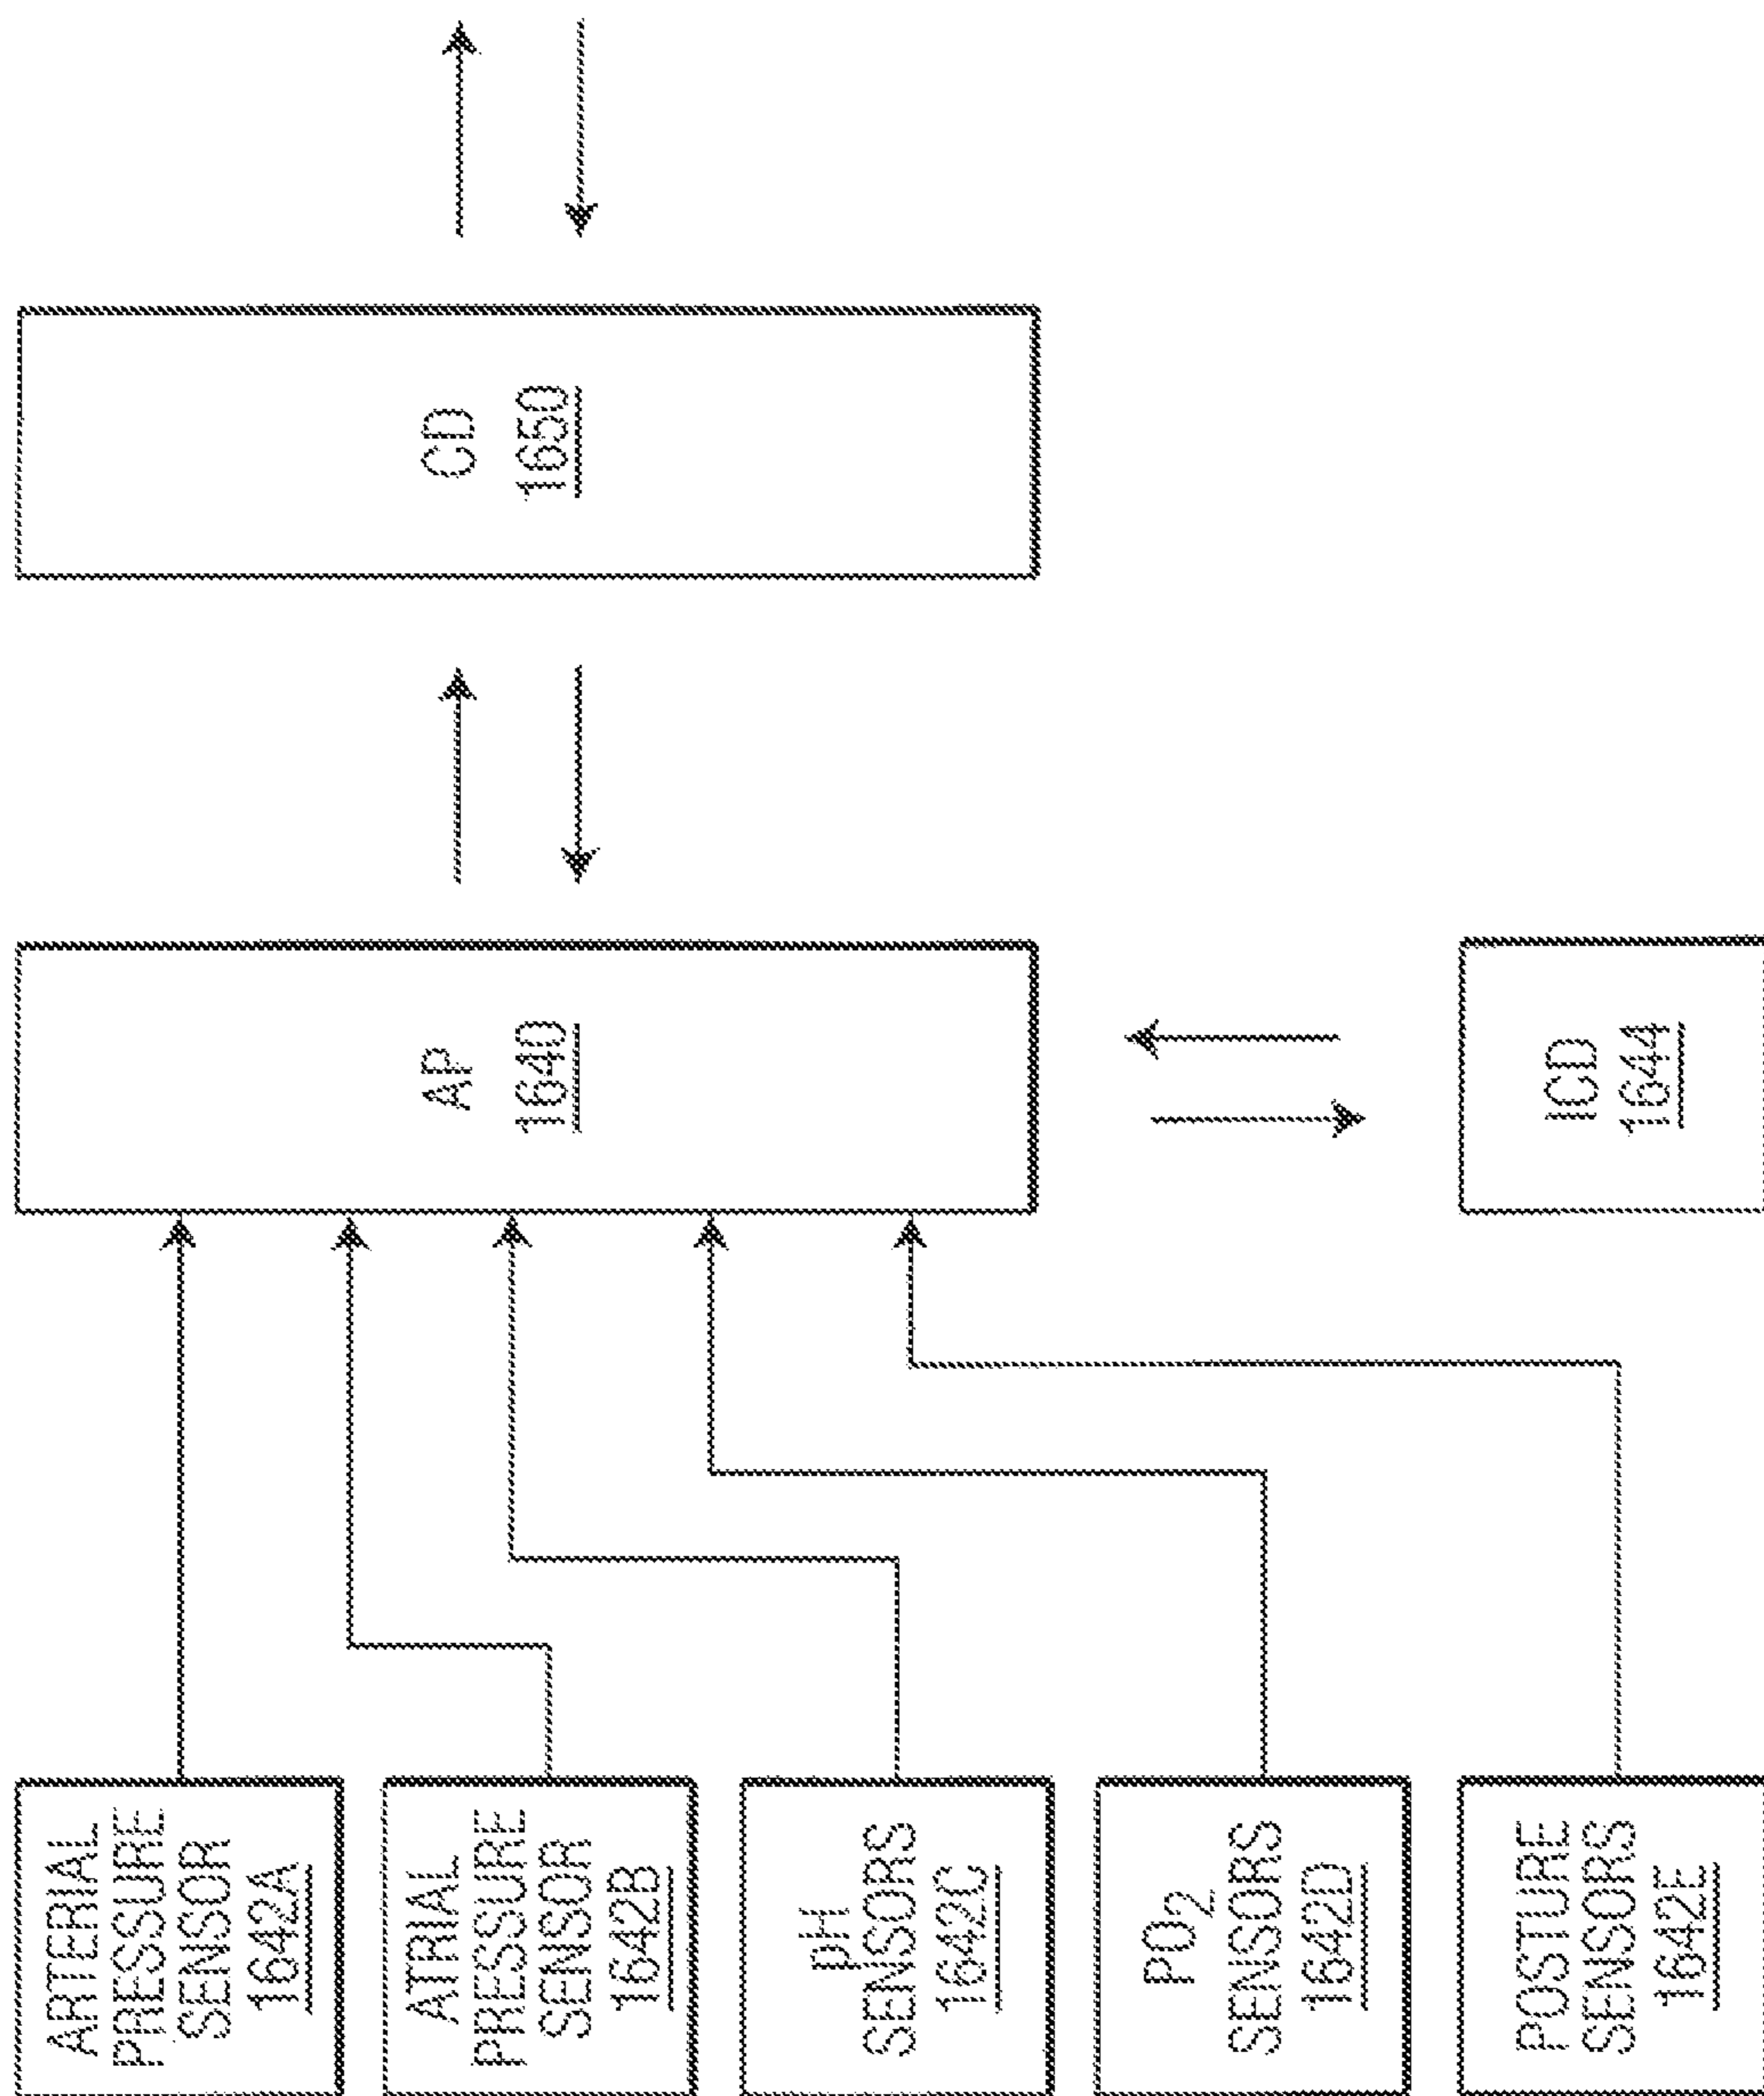 ARTERIAL
PRESSURE
SENSOR
1642A
ATRIAL
PRESSURE
SENSOR
1642B
pH
SENSORS
1642C
PO2
SENSORS
1642D
POSTURE
SENSORS
1642E
AP
1640
ICD
1644
CD
1650